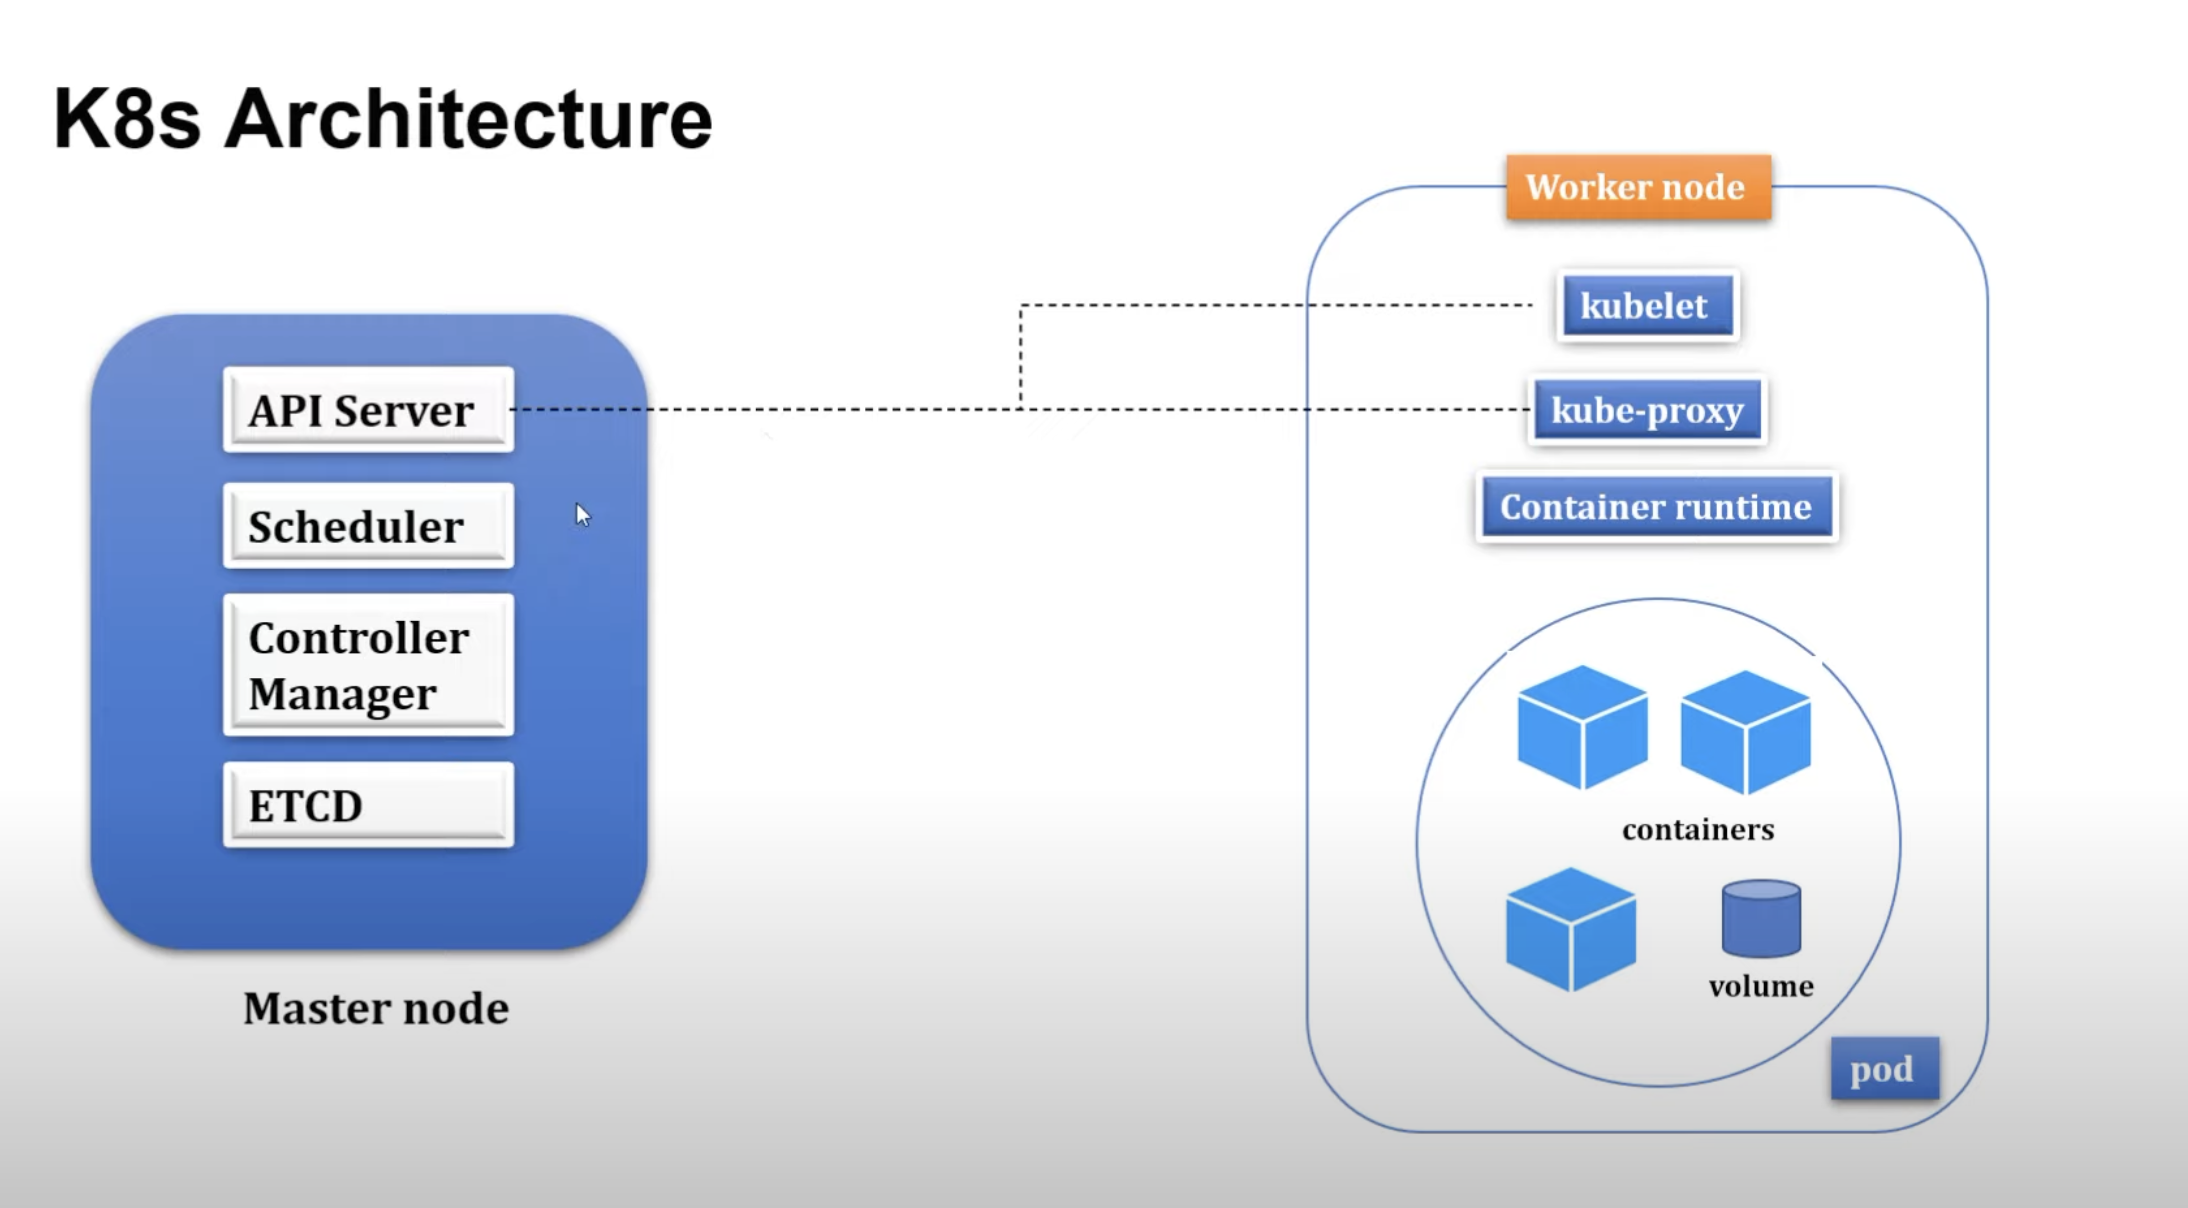 K8s Architecture
API Server
Scheduler
Controller
Manager
ETCD
Master node
Worker node
kubelet
kube-proxy
Container runtime
containers
volume
pod